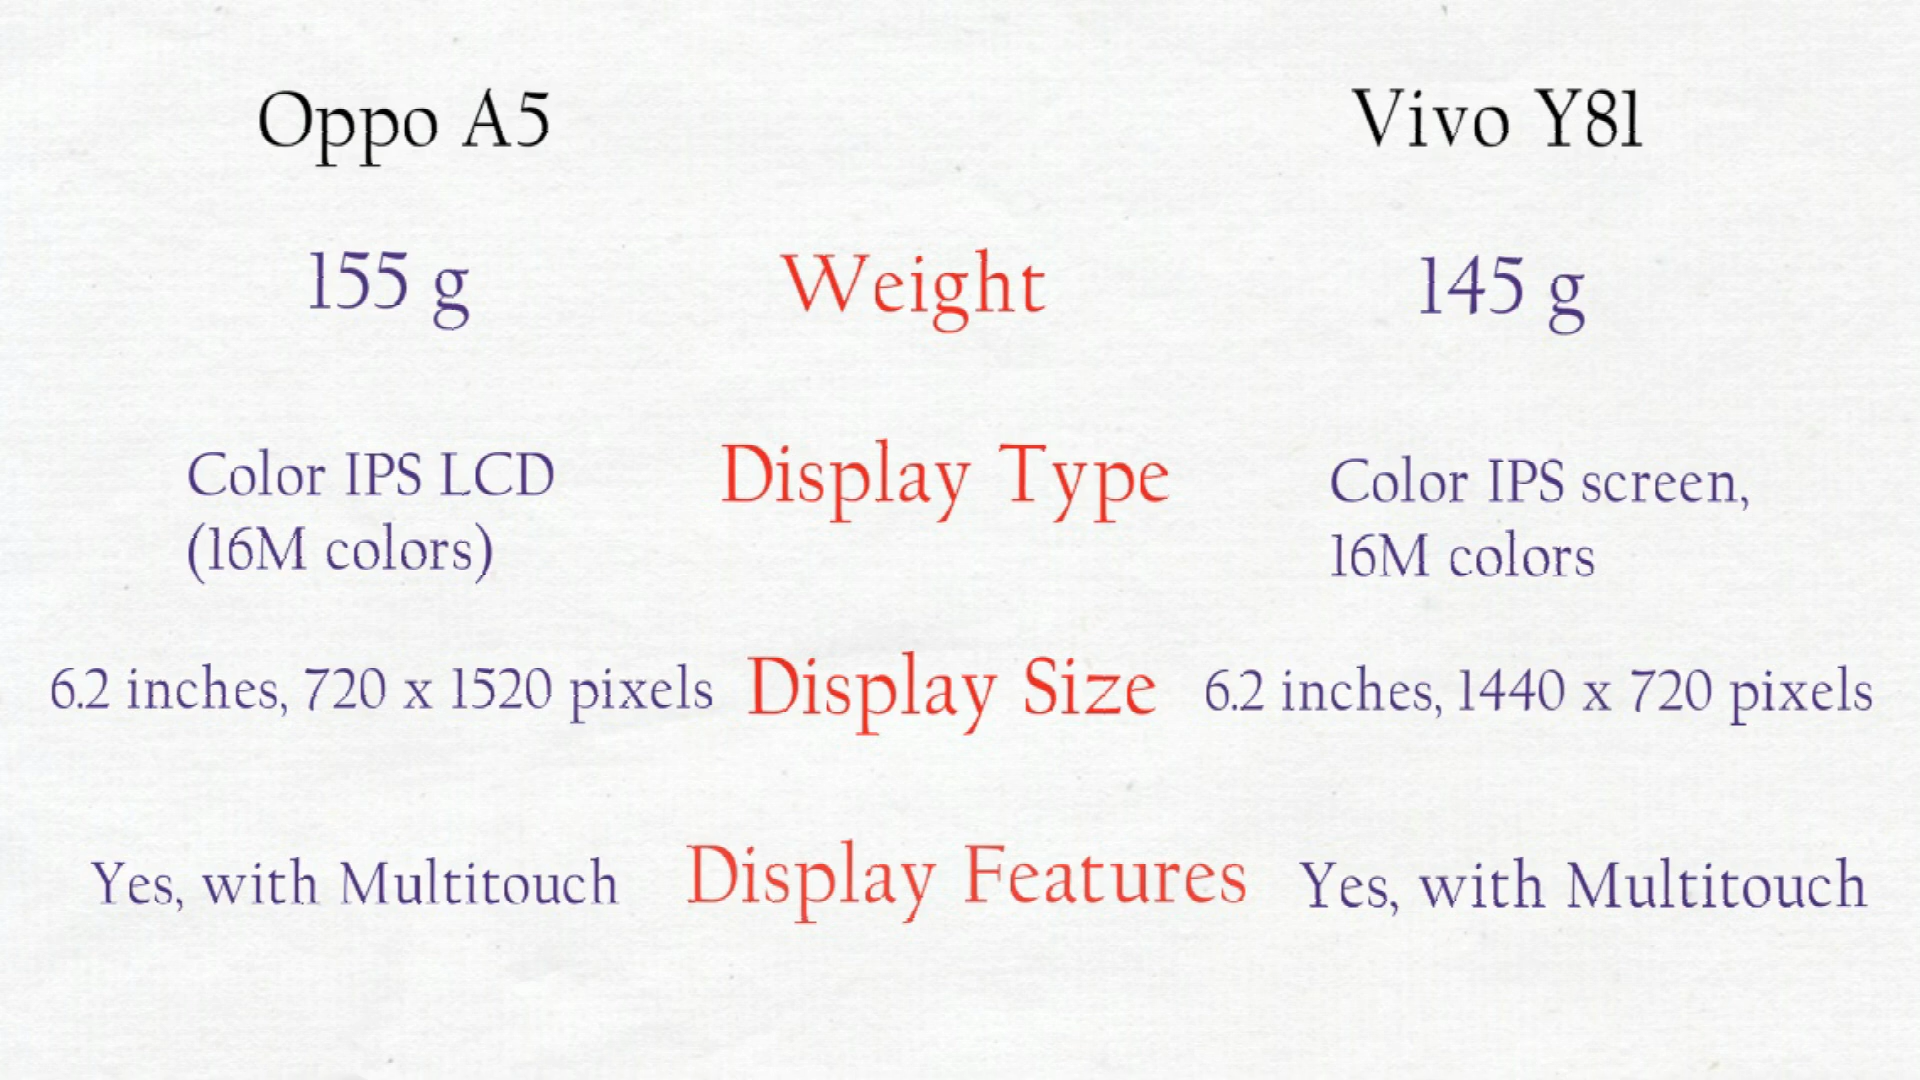 Oppo A5
Vivo Y81
155 g
Weight
145 g
Color IPS LCD
(16M colors)
Display Type
Color IPS screen,
16M colors
6.2 inches, 720 x 1520 pixels
Display Size
6.2 inches, 1440 x 720 pixels
Yes, with Multitouch
Display Features
Yes, with Multitouch